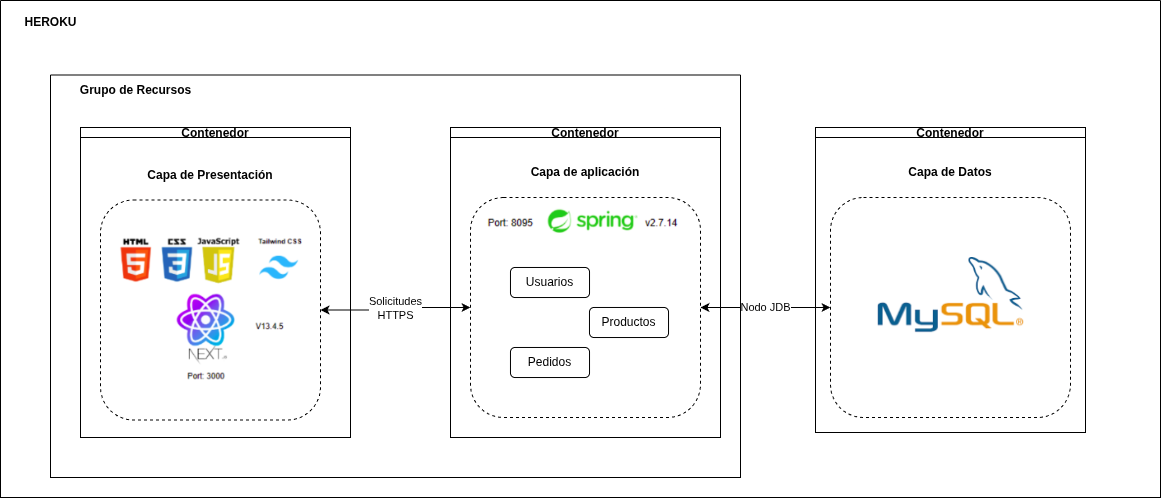 HEROKU
Grupo de Recursos
Contenedor
Capa de Presentación
HTML
CSS
JavaScript
JS
Tailwind CSS
NEXT.JS
V13.4.5
Port: 3000
Solicitudes
HTTPS
Contenedor
Capa de aplicación
Port: 8095
spring
v2.7.14
Usuarios
Productos
Pedidos
Nodo JDB
Contenedor
Capa de Datos
MySQL®